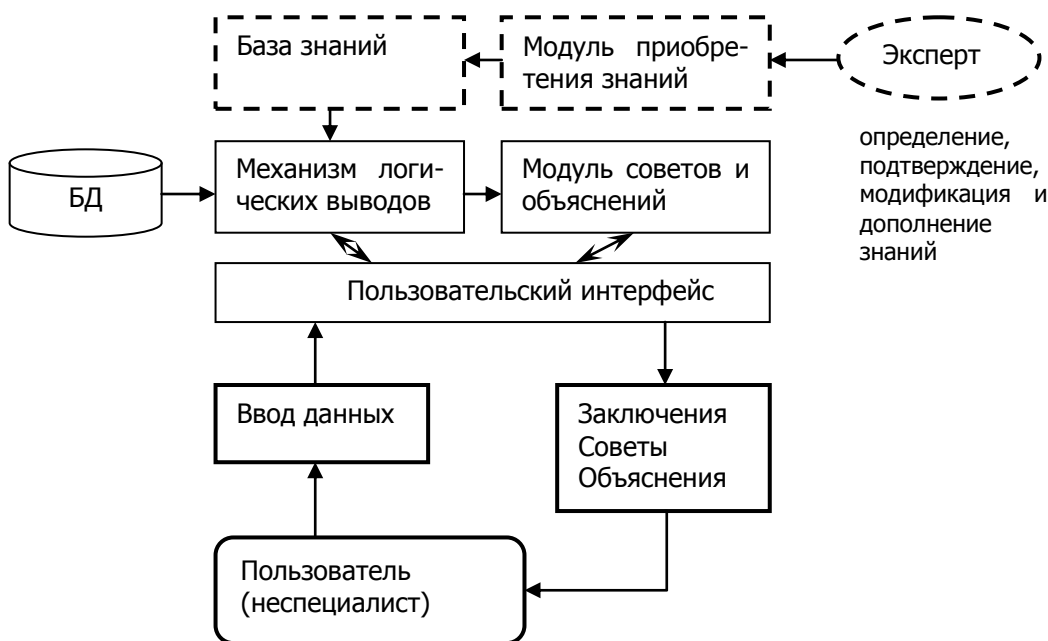 База знаний
Модуль приобре-
тения знаний
Эксперт
определение,
подтверждение,
модификация и
дополнение
знаний
БД
Механизм логи-
ческих выводов
Модуль советов и
объяснений
Пользовательский интерфейс
Ввод данных
Заключения
Советы
Объяснения
Пользователь
(неспециалист)